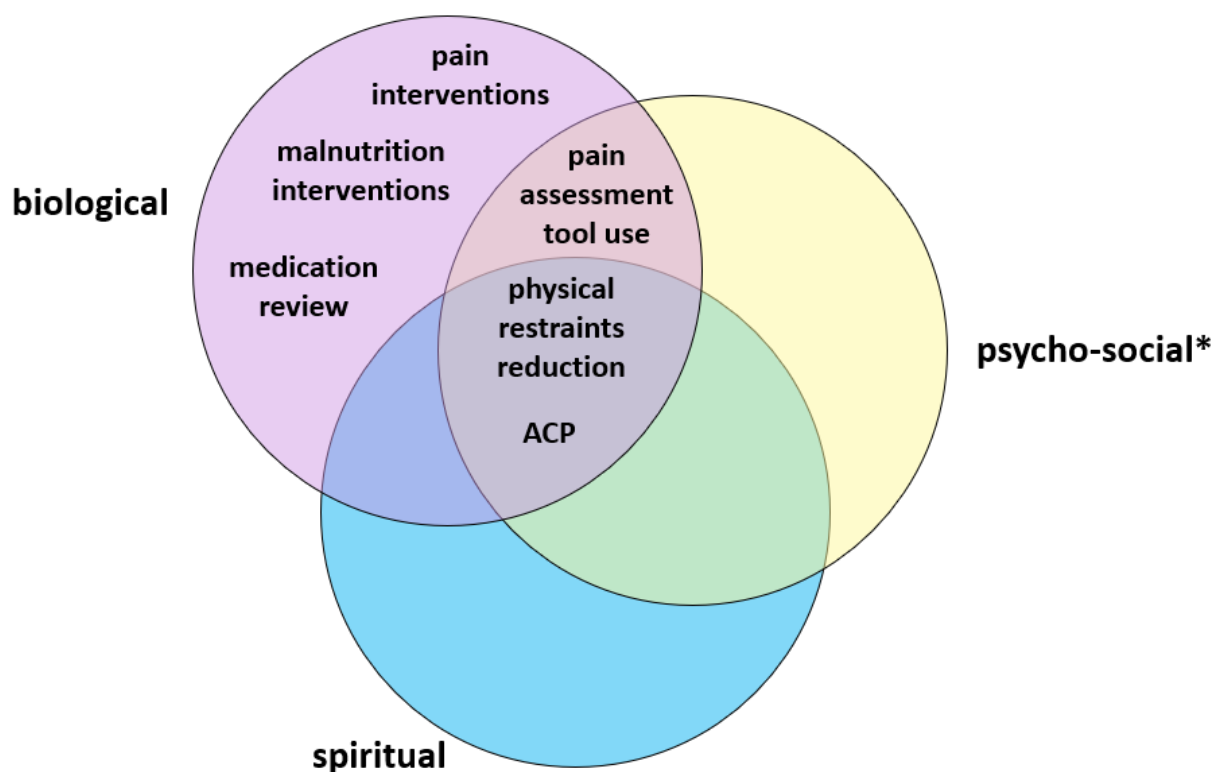 pain
interventions
malnutrition
interventions
pain
assessment
tool use
biological
medication
review
physical
restraints
reduction
psycho-social*
ACP
spiritual